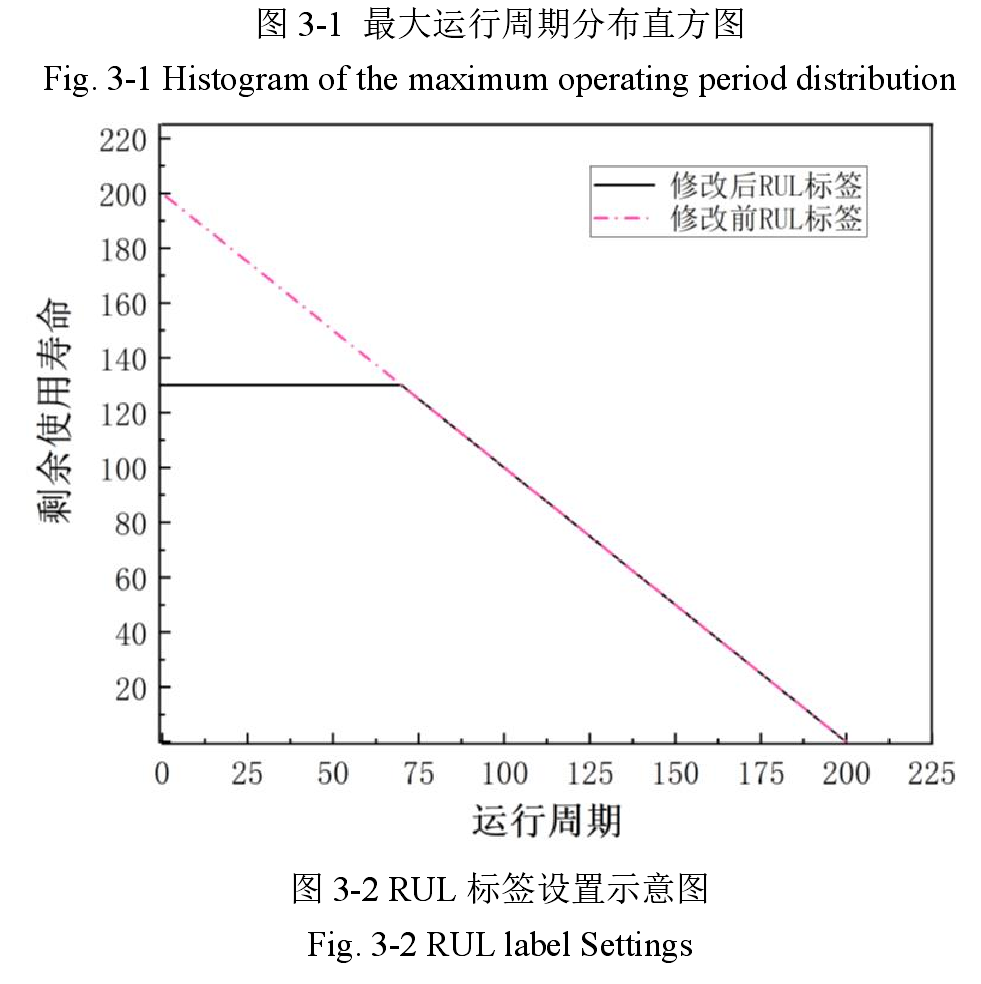 图 3-1 最大运行周期分布直方图
Fig. 3-1 Histogram of the maximum operating period distribution
220
200
180
160
140
120
100
80
60
40
20
剩余使用寿命
修改后RUL标签
修改前RUL标签
0 25 50 75 100 125 150 175 200 225
运行周期
图 3-2 RUL 标签设置示意图
Fig. 3-2 RUL label Settings